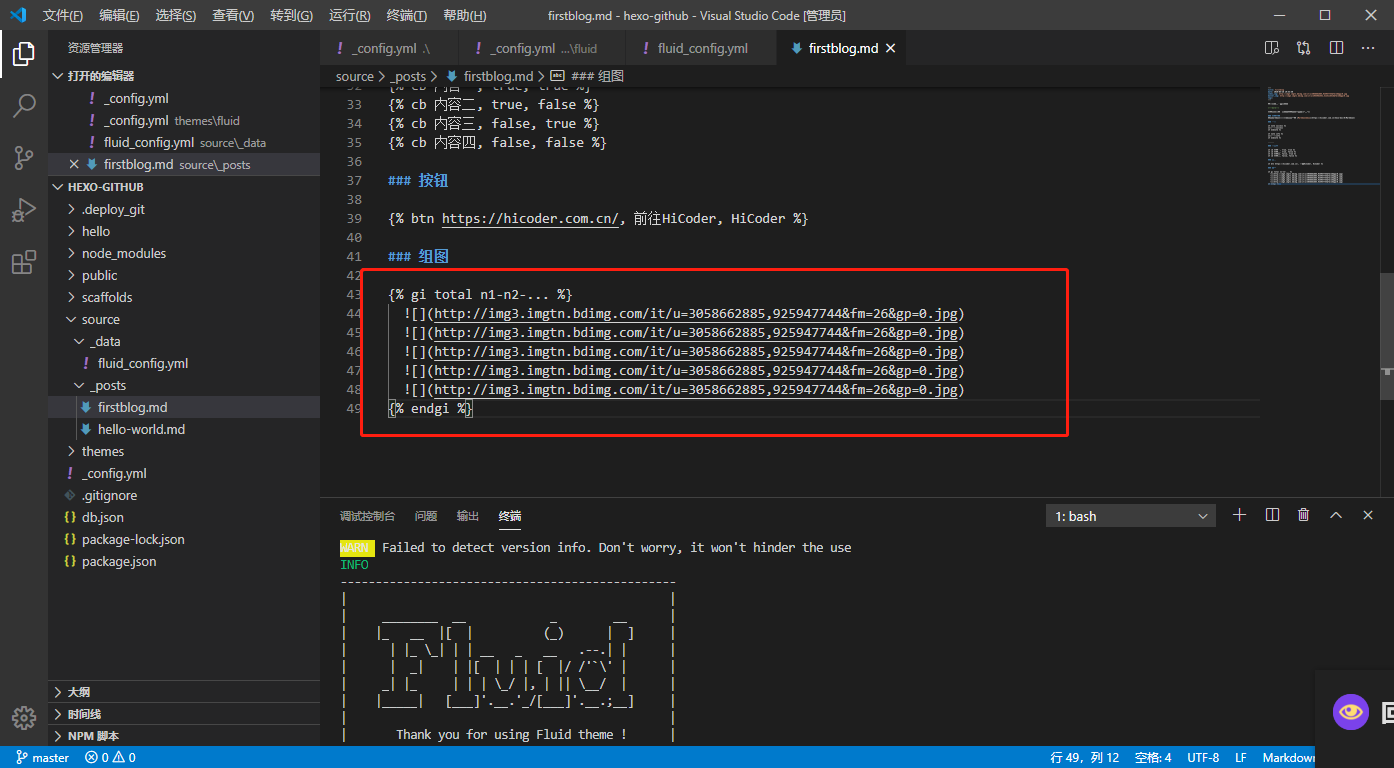 文件(F) 编辑(E) 选择(S) 查看(V) 转到(G) 运行(R) 终端(T) 帮助(H) firstblog.md - hexo-github - Visual Studio Code [管理员]
资源管理器
! _config.yml .\ ! _config.yml ...\fluid ! fluid_config.yml firstblog.md
打开的编辑器
! _config.yml
! _config.yml themes\fluid
! fluid_config.yml source\_data
firstblog.md source\_posts
HEXO-GITHUB
.deploy_git
hello
node_modules
public
scaffolds
source
_data
! fluid_config.yml
_posts
firstblog.md
hello-world.md
themes
! _config.yml
.gitignore
{} db.json
{} package-lock.json
{} package.json
大纲
时间线
NPM 脚本
source > _posts > firstblog.md > abc ### 组图
33 {% cb 内容二, true, false %}
34 {% cb 内容三, false, true %}
35 {% cb 内容四, false, false %}
36
37 ### 按钮
38
39 {% btn https://hicoder.com.cn/, 前往HiCoder, HiCoder %}
40
41 ### 组图
42
43 {% gi total n1-n2-... %}
44 ![](http://img3.imgtn.bdimg.com/it/u=3058662885,925947744&fm=26&gp=0.jpg)
45 ![](http://img3.imgtn.bdimg.com/it/u=3058662885,925947744&fm=26&gp=0.jpg)
46 ![](http://img3.imgtn.bdimg.com/it/u=3058662885,925947744&fm=26&gp=0.jpg)
47 ![](http://img3.imgtn.bdimg.com/it/u=3058662885,925947744&fm=26&gp=0.jpg)
48 ![](http://img3.imgtn.bdimg.com/it/u=3058662885,925947744&fm=26&gp=0.jpg)
49 {% endgi %}
调试控制台 问题 输出 终端 1: bash
WARN Failed to detect version info. Don't worry, it won't hinder the use
INFO
Fluid
Thank you for using Fluid theme !
master 0 0 行 49，列 12 空格: 4 UTF-8 LF Markdown